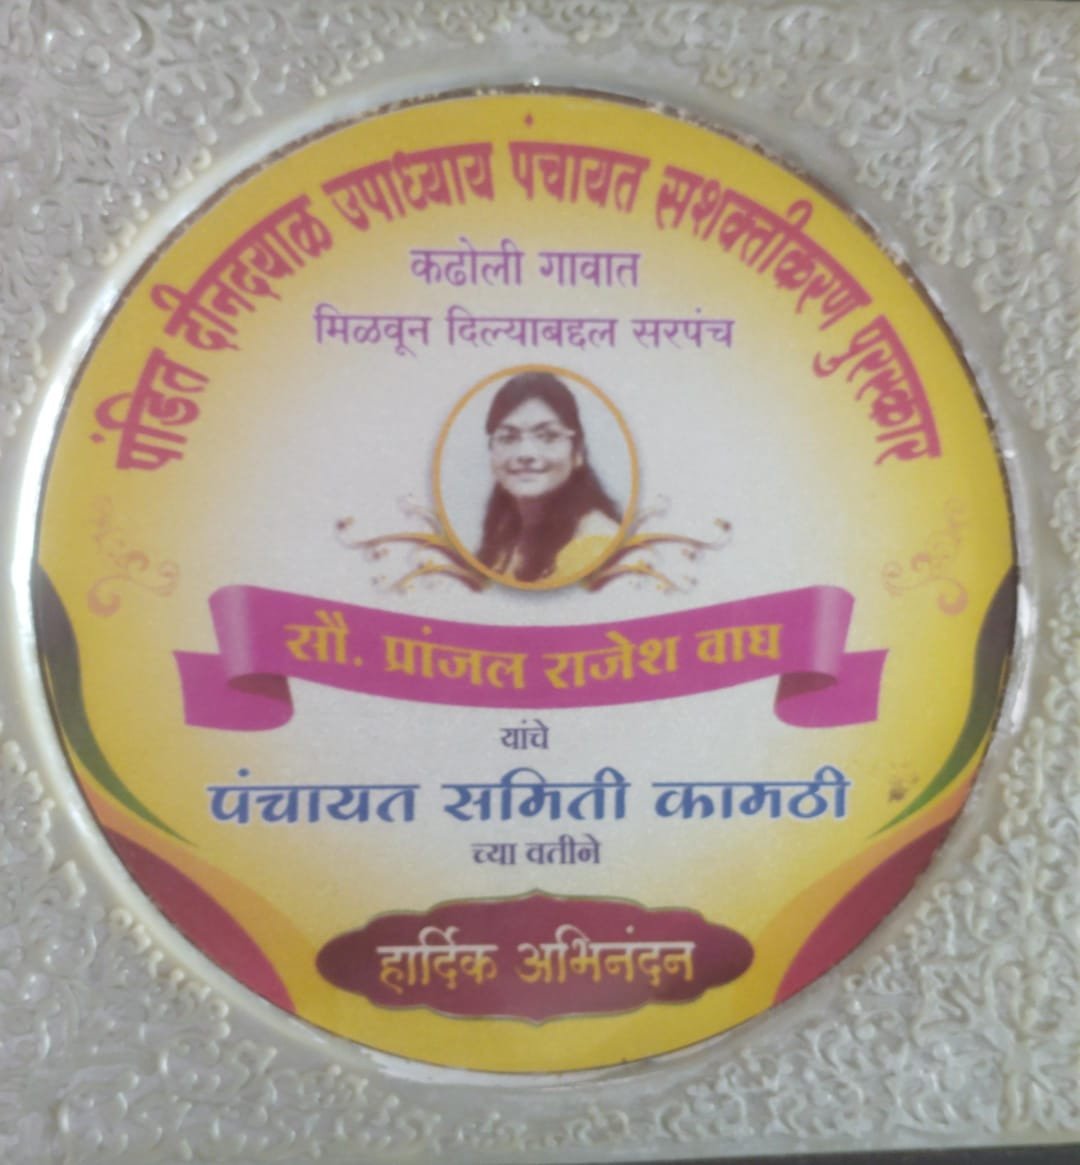 पंडित दीनदयाळ उपाध्याय पंचायत सशक्तीकरण पुरस्कार
कढोली गावात
मिळवून दिल्याबद्दल सरपंच
सौ. प्रांजल राजेश वाघ
यांचे
पंचायत समिती कामठी
च्या वतीने
हार्दिक अभिनंदन